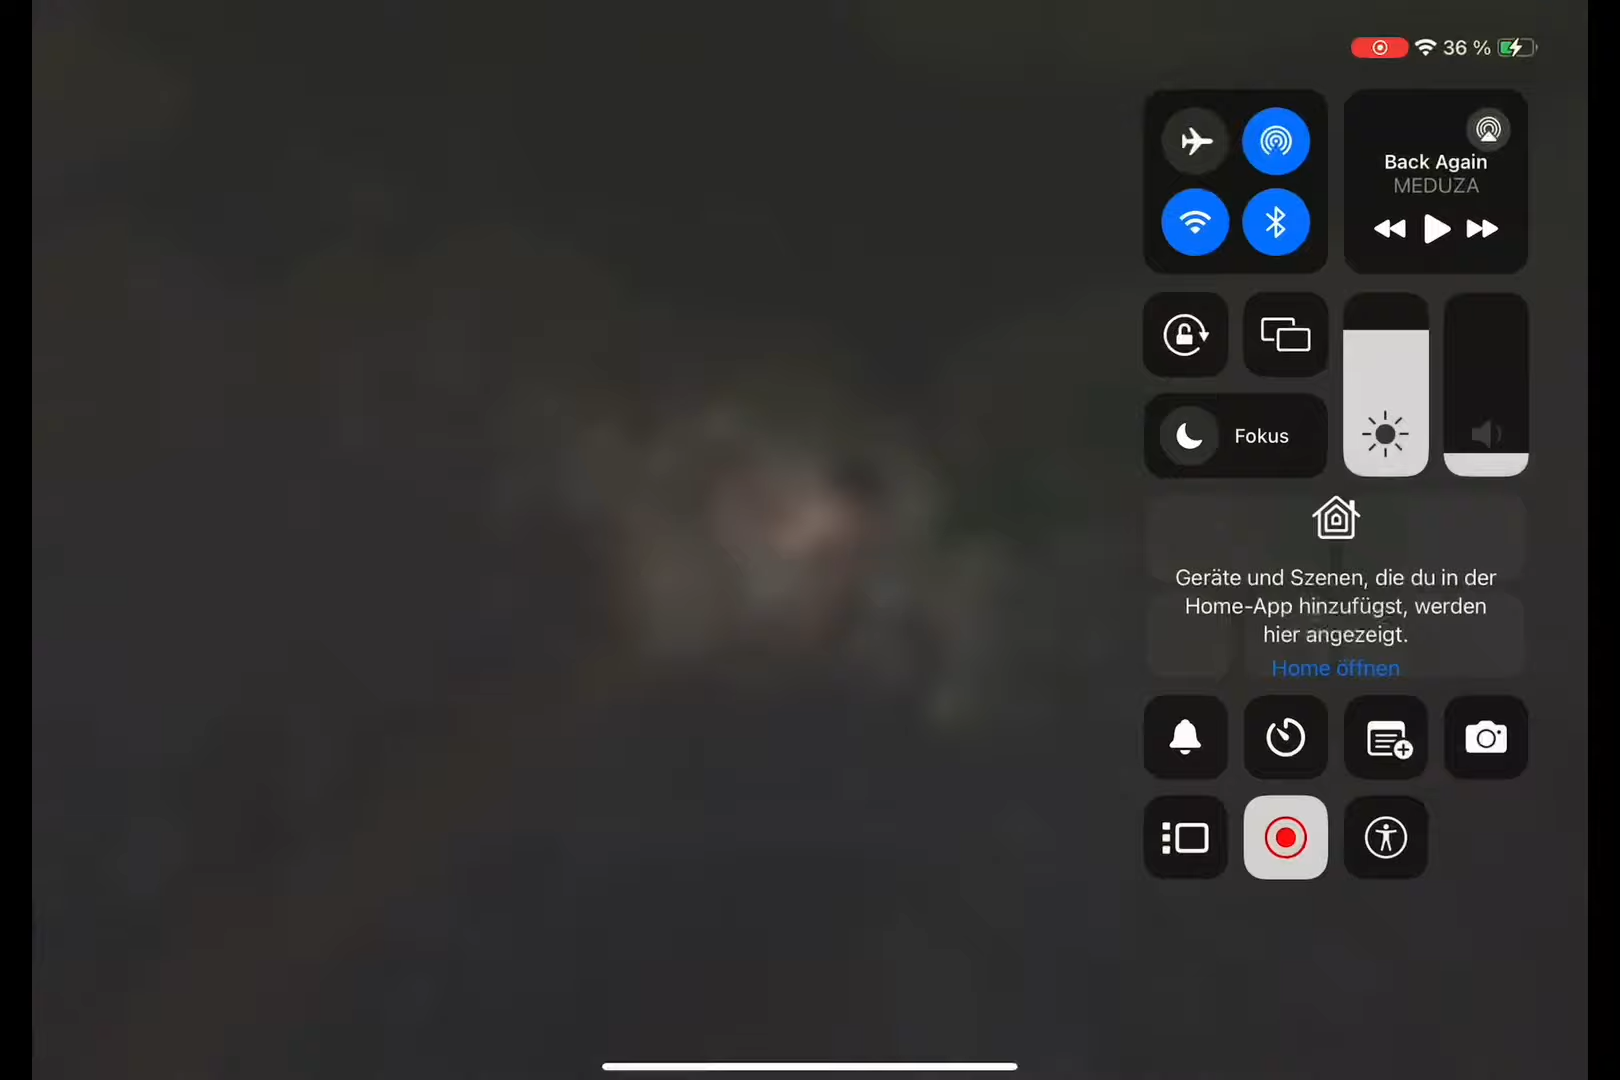 36 %
Back Again
MEDUZA
Fokus
Geräte und Szenen, die du in der
Home-App hinzufügst, werden
hier angezeigt.
Home öffnen